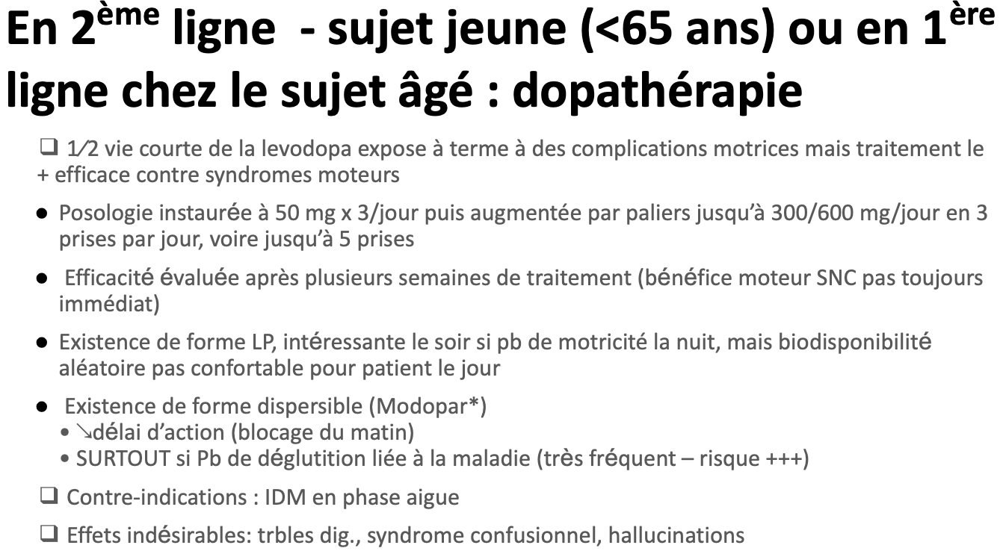 En 2ème ligne - sujet jeune (<65 ans) ou en 1ère
ligne chez le sujet âgé : dopathérapie
❑ 1⁄2 vie courte de la levodopa expose à terme à des complications motrices mais traitement le
+ efficace contre syndromes moteurs
● Posologie instaurée à 50 mg x 3/jour puis augmentée par paliers jusqu’à 300/600 mg/jour en 3
prises par jour, voire jusqu’à 5 prises
● Efficacité évaluée après plusieurs semaines de traitement (bénéfice moteur SNC pas toujours
immédiat)
● Existence de forme LP, intéressante le soir si pb de motricité la nuit, mais biodisponibilité
aléatoire pas confortable pour patient le jour
● Existence de forme dispersible (Modopar*)
• ↘délai d’action (blocage du matin)
• SURTOUT si Pb de déglutition liée à la maladie (très fréquent – risque +++)
❑ Contre-indications : IDM en phase aigue
❑ Effets indésirables: trbles dig., syndrome confusionnel, hallucinations